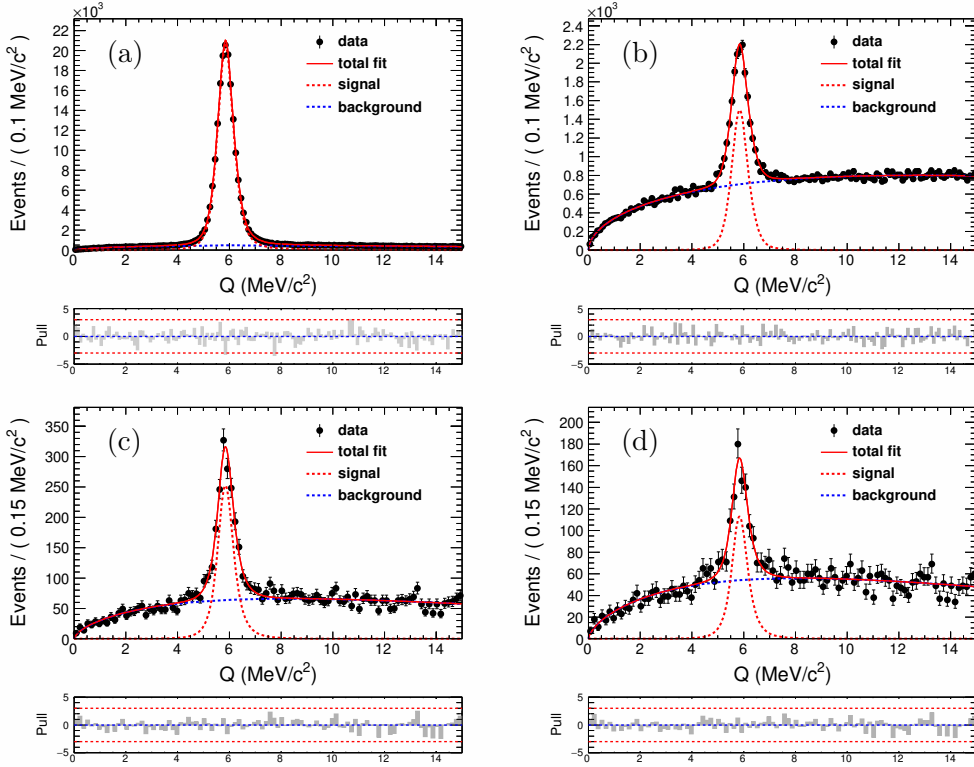 ×10³
Events / ( 0.1 MeV/c²)
22
20
18
16
14
12
10
8
6
4
2
0
(a)
data
total fit
signal
background
0 2 4 6 8 10 12 14
Q (MeV/c²)
Pull
5
0
−5
0 2 4 6 8 10 12 14
×10³
Events / ( 0.1 MeV/c²)
2.4
2.2
1.8
1.6
1.4
1.2
1
0.8
0.6
0.4
0.2
0
(b)
data
total fit
signal
background
0 2 4 6 8 10 12 14
Q (MeV/c²)
Pull
5
0
−5
0 2 4 6 8 10 12 14
Events / ( 0.15 MeV/c²)
350
300
250
200
150
100
50
0
(c)
data
total fit
signal
background
0 2 4 6 8 10 12 14
Q (MeV/c²)
Pull
5
0
−5
0 2 4 6 8 10 12 14
Events / ( 0.15 MeV/c²)
200
180
160
140
120
100
80
60
40
20
0
(d)
data
total fit
signal
background
0 2 4 6 8 10 12 14
Q (MeV/c²)
Pull
5
0
−5
0 2 4 6 8 10 12 14